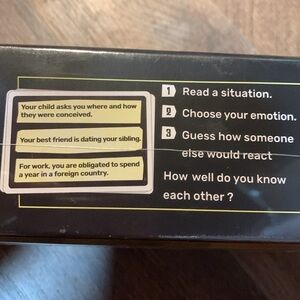 Your child asks you where and how
they were conceived.
Your best friend is dating your sibling.
For work, you are obligated to spend
a year in a foreign country.
1 Read a situation.
2 Choose your emotion.
3 Guess how someone
else would react
How well do you know
each other?